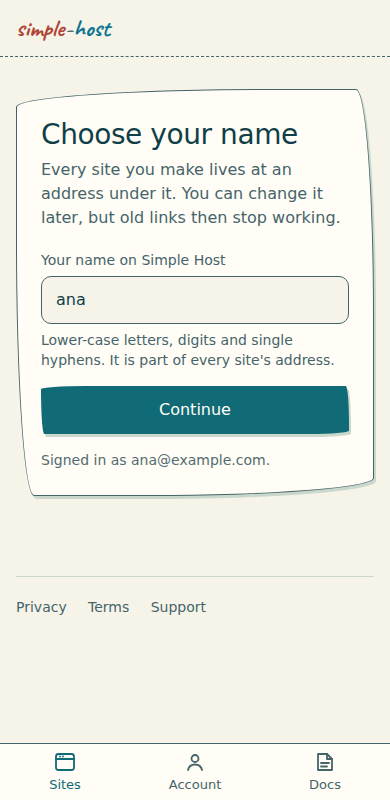 simple-host
Choose your name
Every site you make lives at an
address under it. You can change it
later, but old links then stop working.
Your name on Simple Host
ana
Lower-case letters, digits and single
hyphens. It is part of every site's address.
Continue
Signed in as ana@example.com.
Privacy Terms Support
Sites Account Docs